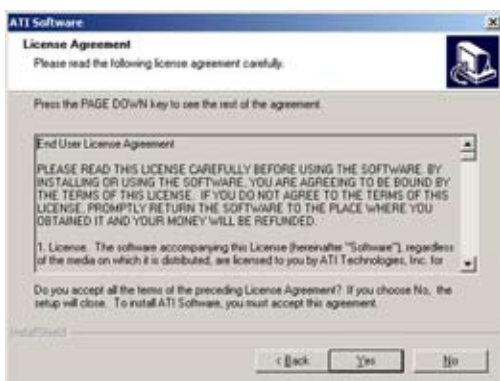 ATI Software
License Agreement
Please read the following license agreement carefully.
Press the PAGE DOWN key to see the rest of the agreement.
End User License Agreement
PLEASE READ THIS LICENSE CAREFULLY BEFORE USING THE SOFTWARE. BY
INSTALLING OR USING THE SOFTWARE, YOU ARE AGREEING TO BE BOUND BY
THE TERMS OF THIS LICENSE. IF YOU DO NOT AGREE TO THE TERMS OF THIS
LICENSE, PROMPTLY RETURN THE SOFTWARE TO THE PLACE WHERE YOU
OBTAINED IT AND YOUR MONEY WILL BE REFUNDED.
1. License. The software accompanying this License (hereinafter "Software"), regardless
of the media on which it is distributed, are licensed to you by ATI Technologies, Inc. for
Do you accept all the terms of the preceding License Agreement? If you choose No, the
setup will close. To install ATI Software, you must accept this agreement.
InstallShield
< Back
Yes
No